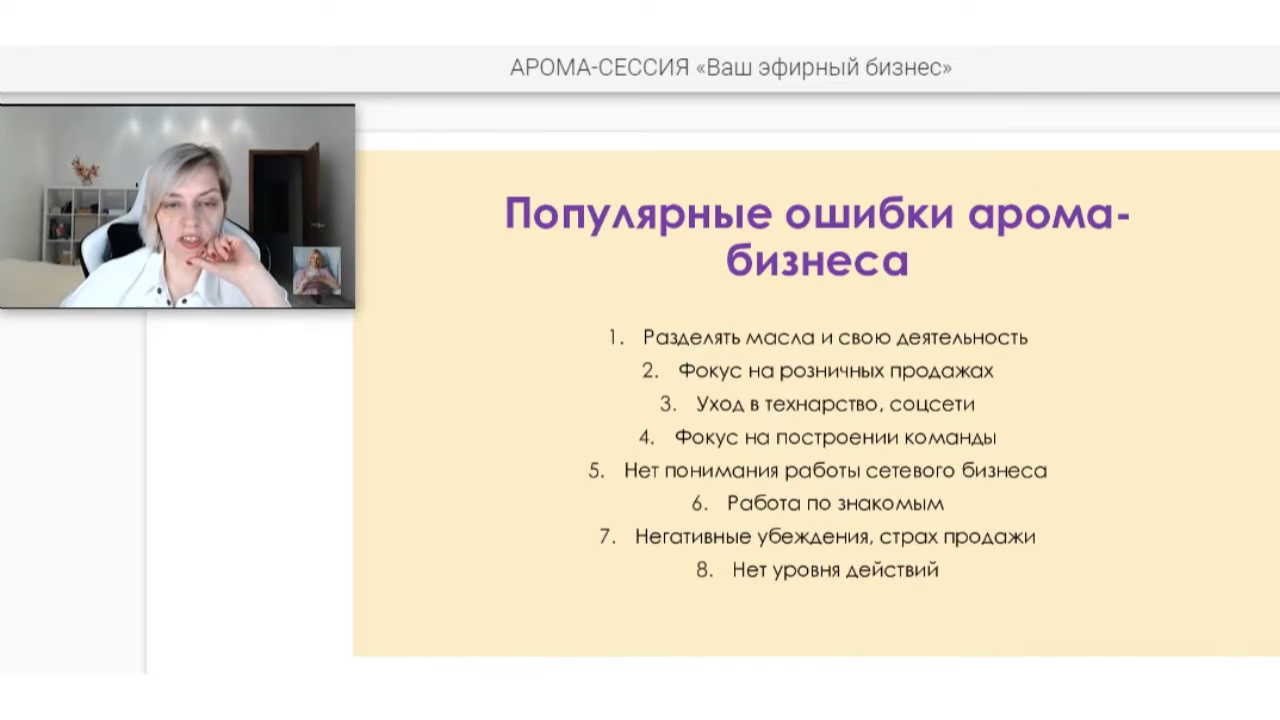 АРОМА-СЕССИЯ «Ваш эфирный бизнес»
Популярные ошибки арома-
бизнеса
1. Разделять масла и свою деятельность
2. Фокус на розничных продажах
3. Уход в технарство, соцсети
4. Фокус на построении команды
5. Нет понимания работы сетевого бизнеса
6. Работа по знакомым
7. Негативные убеждения, страх продажи
8. Нет уровня действий